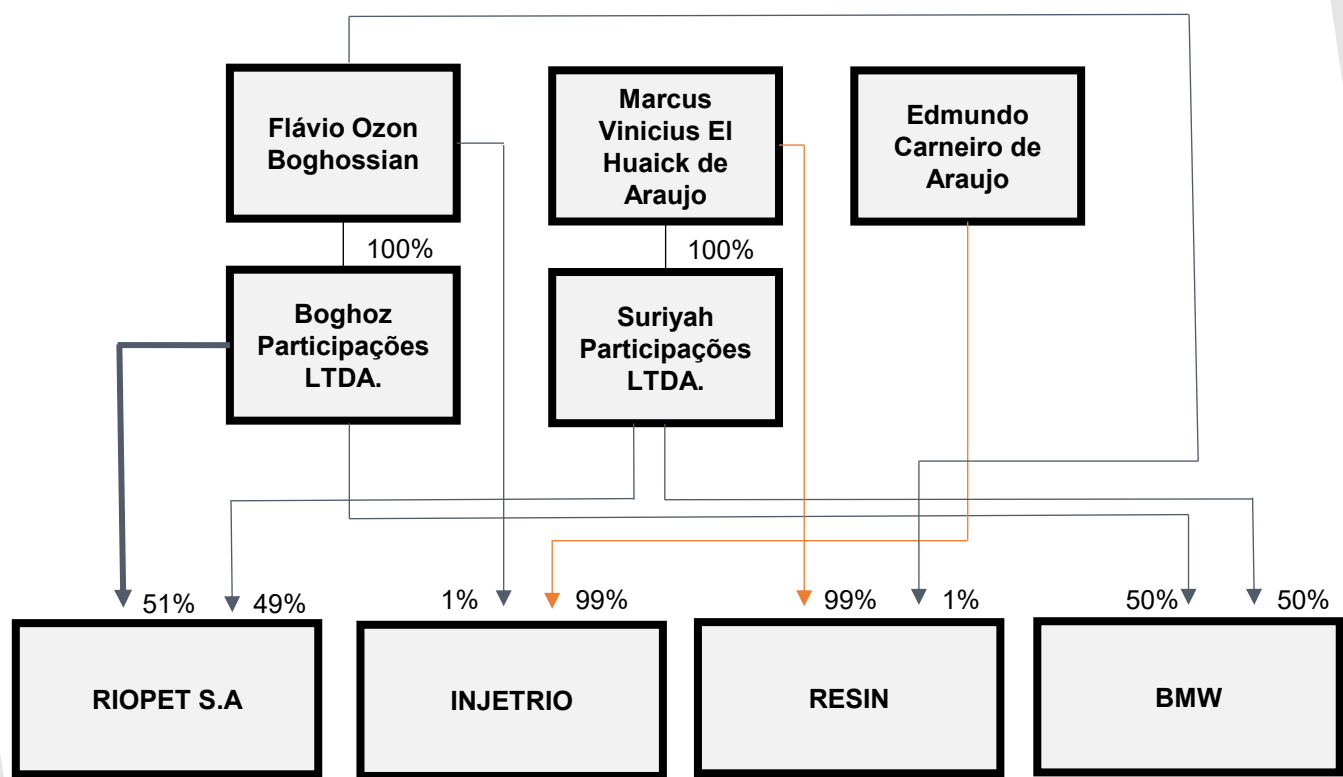 Flávio Ozon
Boghossian
Marcus
Vinicius El
Huaick de
Araujo
Edmundo
Carneiro de
Araujo
100%
100%
Boghoz
Participações
LTDA.
Suriyah
Participações
LTDA.
51%
49%
1%
99%
99%
1%
50%
50%
RIOPET S.A
INJETRIO
RESIN
BMW